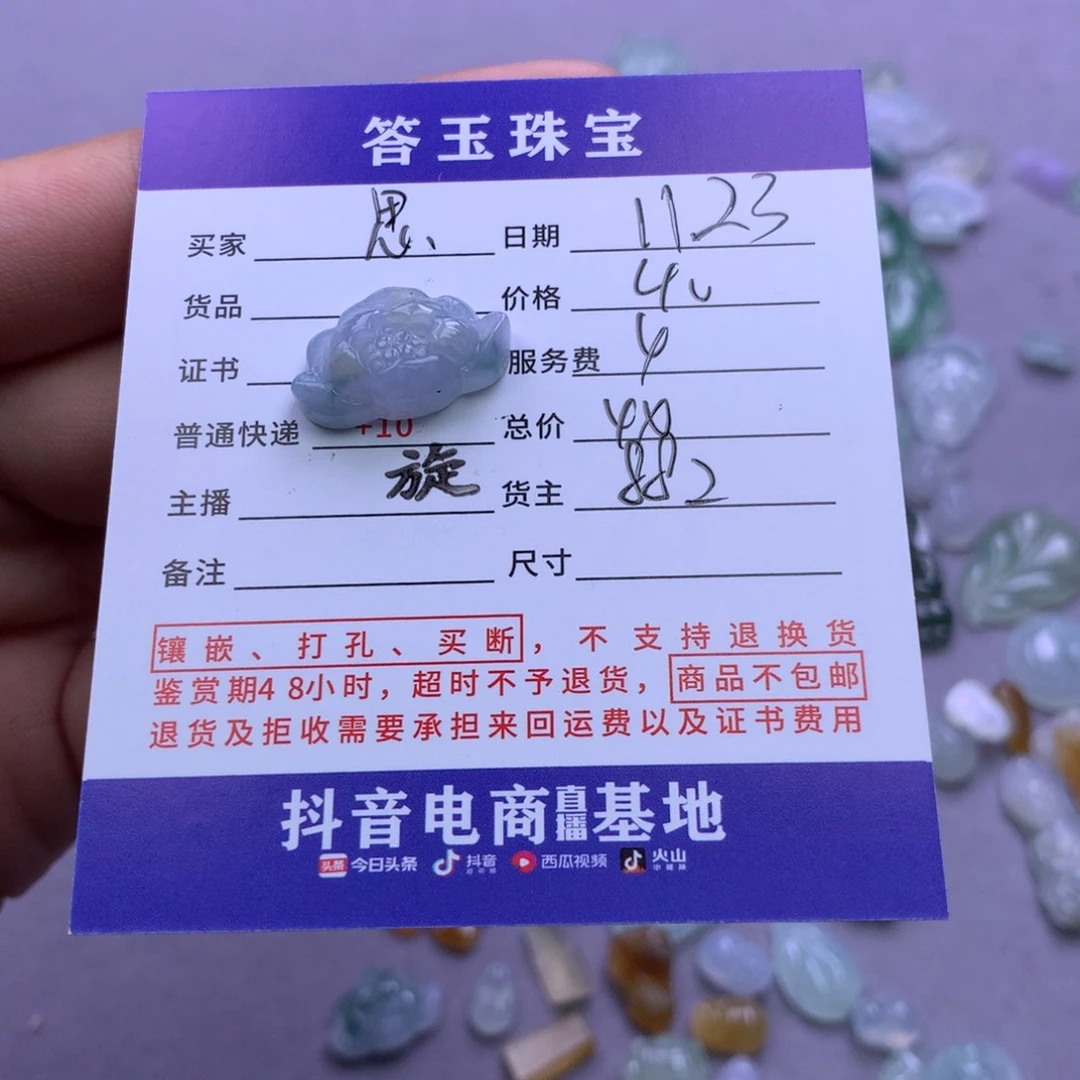 答玉珠宝
买家 思 日期 1123
货品 价格 40
证书 服务费 4
普通快递 +10 总价 44
主播 旋 货主 882
备注 尺寸
镶嵌、打孔、买断，不支持退换货
鉴赏期48小时，超时不予退货，商品不包邮
退货及拒收需要承担来回运费以及证书费用
抖音电商直播基地
头条 今日头条 抖音 西瓜视频 火山